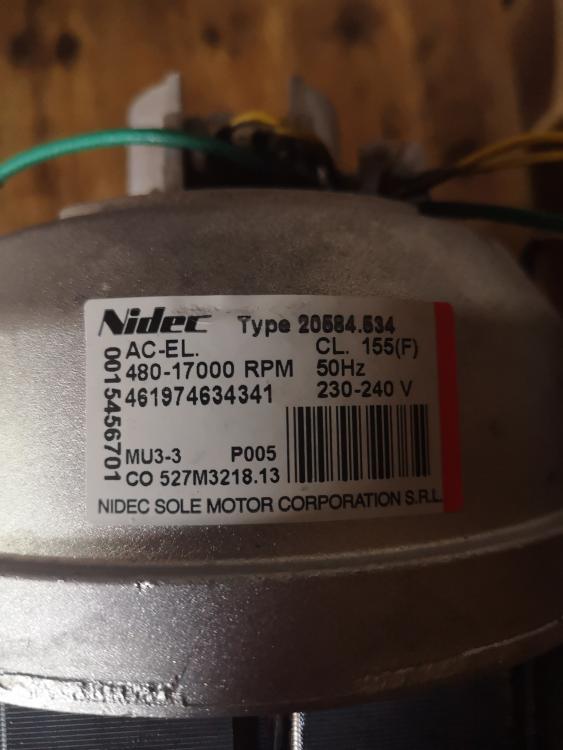 Nidec Type 20584.534
AC-EL. CL. 155(F)
480-17000 RPM 50Hz
461974634341 230-240 V
MU3-3 P005
CO 527M3218.13
NIDEC SOLE MOTOR CORPORATION S.R.L.
0015456701